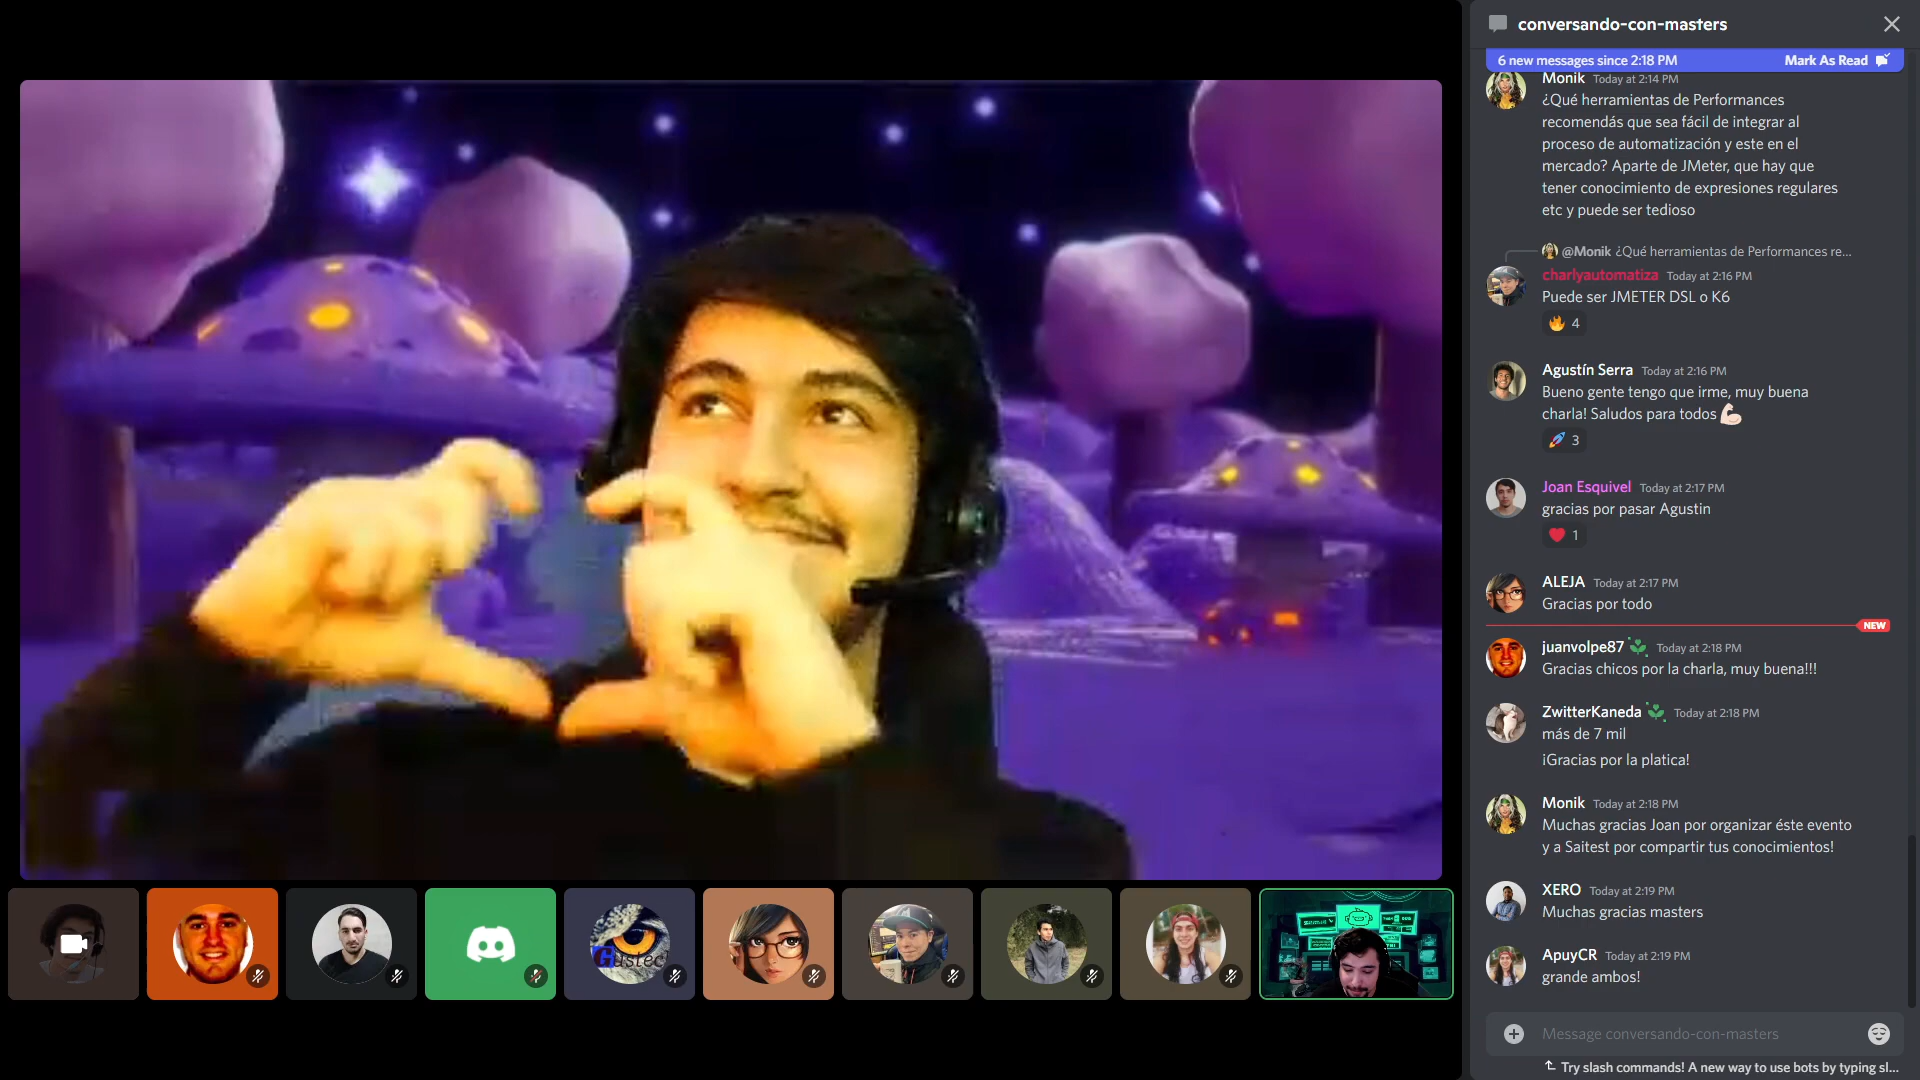 conversando-con-masters
6 new messages since 2:18 PM
Mark As Read
Monik Today at 2:14 PM
¿Qué herramientas de Performances
recomendás que sea fácil de integrar al
proceso de automatización y este en el
mercado? Aparte de JMeter, que hay que
tener conocimiento de expresiones regulares
etc y puede ser tedioso
@Monik ¿Qué herramientas de Performances re...
charlyautomatiza Today at 2:16 PM
Puede ser JMETER DSL o K6
4
Agustín Serra Today at 2:16 PM
Bueno gente tengo que irme, muy buena
charla! Saludos para todos
3
Joan Esquivel Today at 2:17 PM
gracias por pasar Agustin
1
ALEJA Today at 2:17 PM
Gracias por todo
NEW
juanvolpe87 Today at 2:18 PM
Gracias chicos por la charla, muy buena!!!
ZwitterKaneda Today at 2:18 PM
más de 7 mil
¡Gracias por la platica!
Monik Today at 2:18 PM
Muchas gracias Joan por organizar éste evento
y a Saitest por compartir tus conocimientos!
XERO Today at 2:19 PM
Muchas gracias masters
ApuyCR Today at 2:19 PM
grande ambos!
Message conversando-con-masters
Try slash commands! A new way to use bots by typing sl...